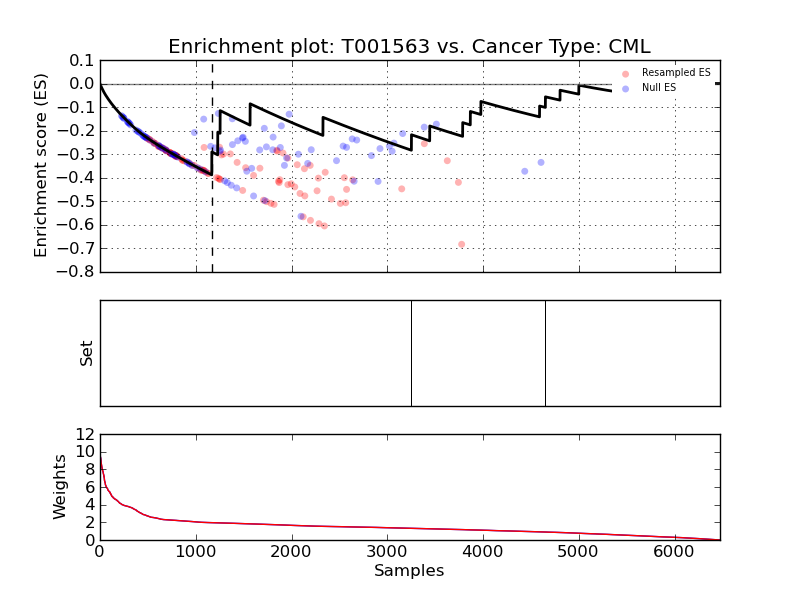 Enrichment plot: T001563 vs. Cancer Type: CML
Enrichment score (ES)
0.1
0.0
−0.1
−0.2
−0.3
−0.4
−0.5
−0.6
−0.7
−0.8
Resampled ES
Null ES
Set
Weights
12
10
8
6
4
2
0
0 1000 2000 3000 4000 5000 6000
Samples